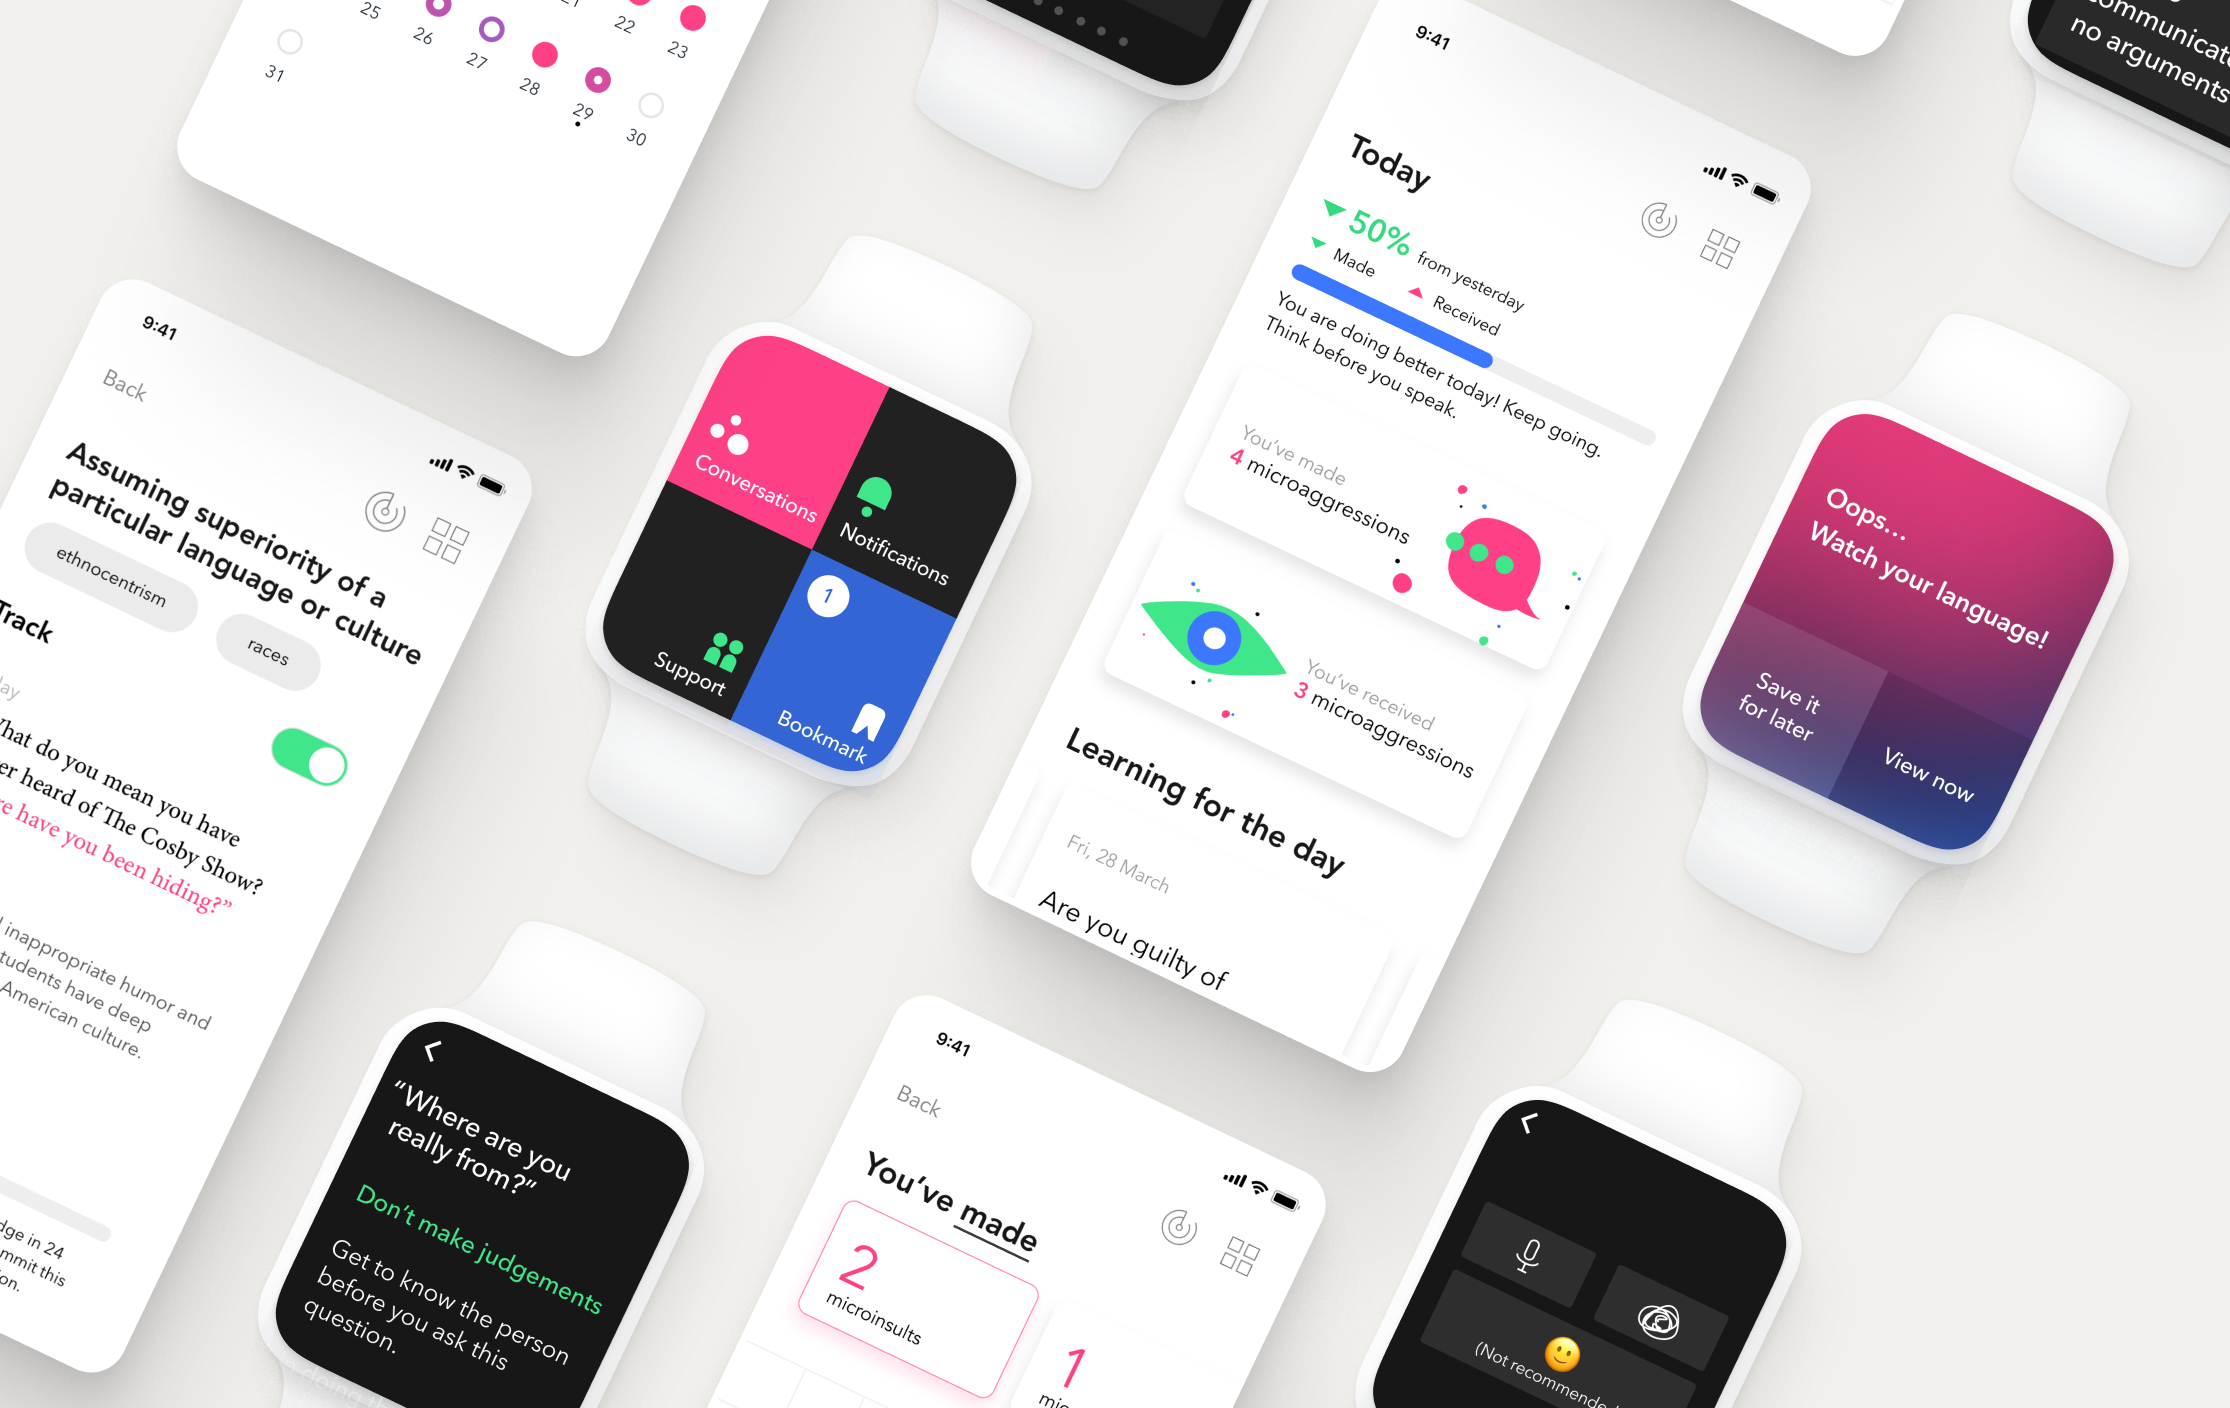 21
22
23
25
26
27
28
29
30
31
communicat
no arguments
9:41
Today
50% from yesterday
Made
Received
You are doing better today! Keep going.
Think before you speak.
You've made
4 microaggressions
You've received
3 microaggressions
Learning for the day
Fri, 28 March
Are you guilty of
9:41
Back
Assuming superiority of a
particular language or culture
ethnocentrism
races
Track
hat do you mean you have
er heard of The Cosby Show?
re have you been hiding?”
inappropriate humor and
tudents have deep
American culture.
dge in 24
mmit this
on.
Conversations
Notifications
Support
1
Bookmark
Oops...
Watch your language!
Save it
for later
View now
“Where are you
really from?”
Don't make judgements
Get to know the person
before you ask this
question.
9:41
Back
You've made
2
microinsults
1
mic
(Not recommende